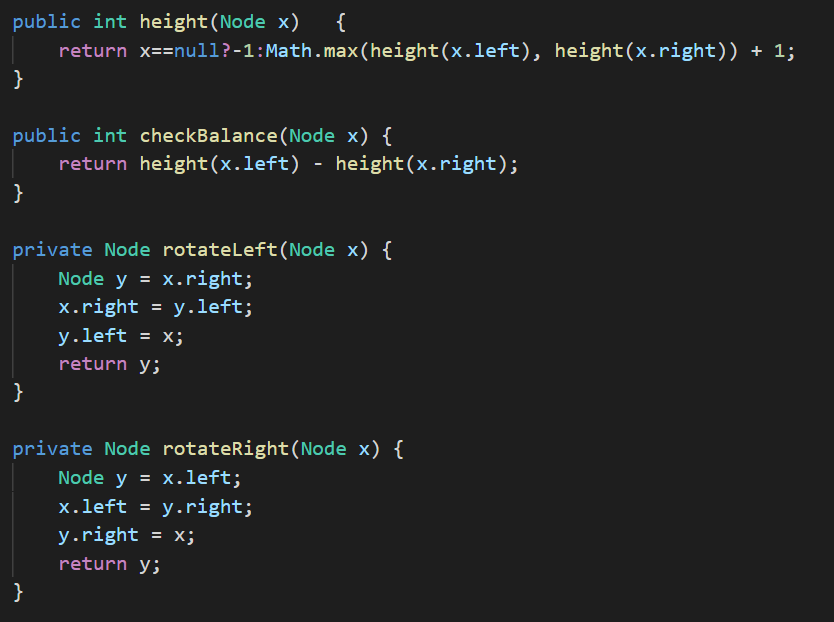 public int height(Node x)   {
    return x==null?-1:Math.max(height(x.left), height(x.right)) + 1;
}

public int checkBalance(Node x) {
    return height(x.left) - height(x.right);
}

private Node rotateLeft(Node x) {
    Node y = x.right;
    x.right = y.left;
    y.left = x;
    return y;
}

private Node rotateRight(Node x) {
    Node y = x.left;
    x.left = y.right;
    y.right = x;
    return y;
}